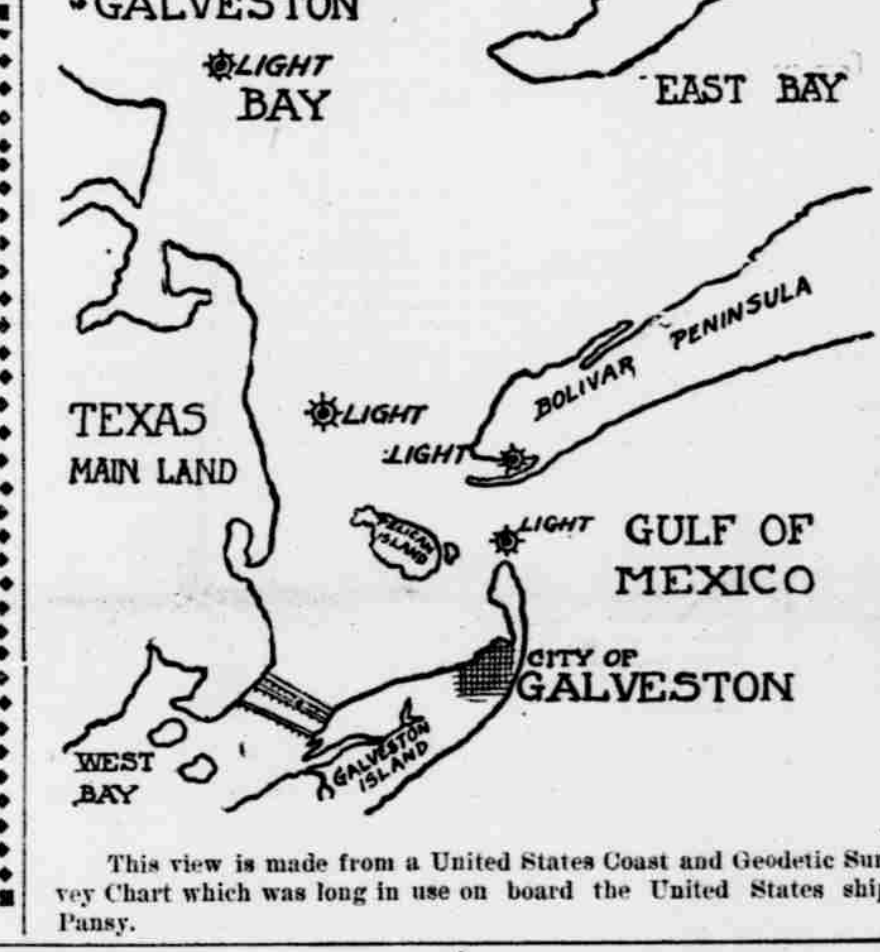 GALVESTON
LIGHT
BAY
EAST BAY
BOLIVAR PENINSULA
TEXAS
MAIN LAND
LIGHT
LIGHT
PELICAN
ISLAND
LIGHT
GULF OF
MEXICO
CITY OF
GALVESTON
GALVESTON
ISLAND
WEST
BAY
This view is made from a United States Coast and Geodetic Sur
vey Chart which was long in use on board the United States ship
Pansy.